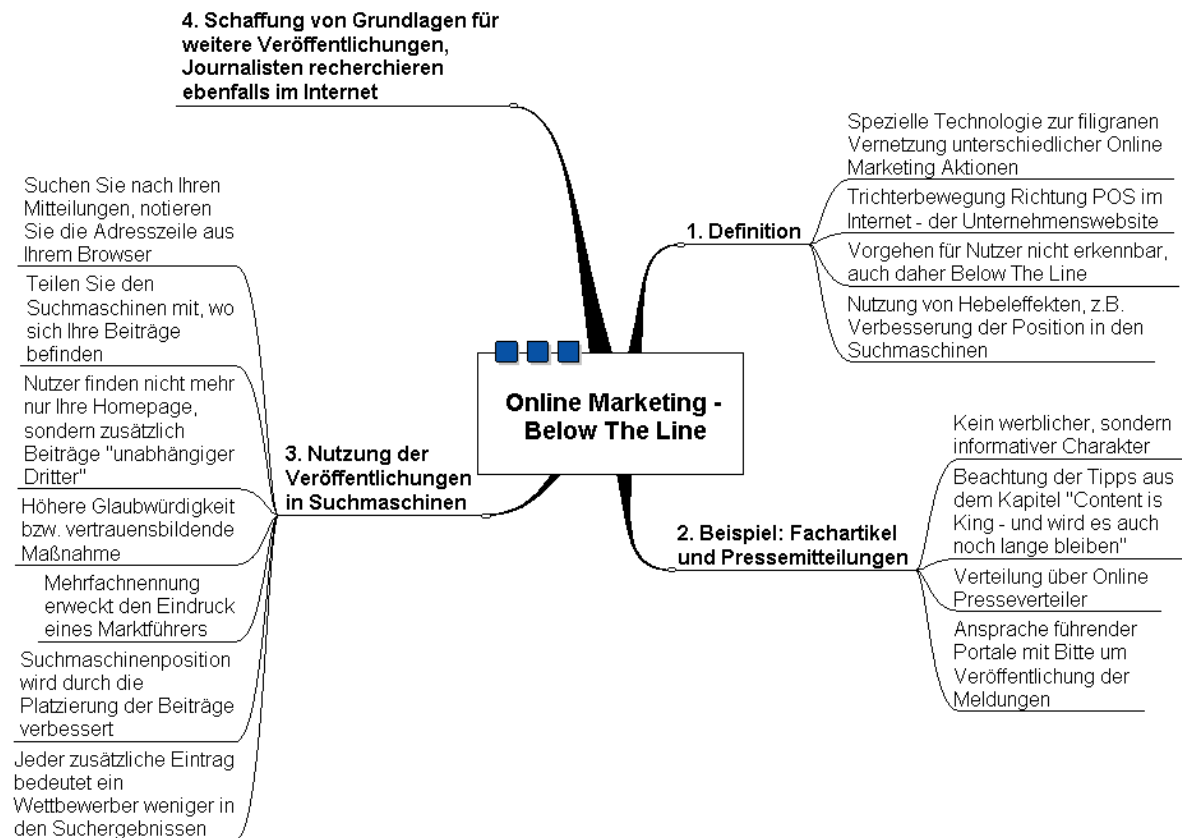 Online Marketing -
Below The Line
1. Definition
Spezielle Technologie zur filigranen
Vernetzung unterschiedlicher Online
Marketing Aktionen
Trichterbewegung Richtung POS im
Internet - der Unternehmenswebsite
Vorgehen für Nutzer nicht erkennbar,
auch daher Below The Line
Nutzung von Hebeleffekten, z.B.
Verbesserung der Position in den
Suchmaschinen
2. Beispiel: Fachartikel
und Pressemitteilungen
Kein werblicher, sondern
informativer Charakter
Beachtung der Tipps aus
dem Kapitel "Content is
King - und wird es auch
noch lange bleiben"
Verteilung über Online
Presseverteiler
Ansprache führender
Portale mit Bitte um
Veröffentlichung der
Meldungen
3. Nutzung der
Veröffentlichungen
in Suchmaschinen
Suchen Sie nach Ihren
Mitteilungen, notieren
Sie die Adresszeile aus
Ihrem Browser
Teilen Sie den
Suchmaschinen mit, wo
sich Ihre Beiträge
befinden
Nutzer finden nicht mehr
nur Ihre Homepage,
sondern zusätzlich
Beiträge "unabhängiger
Dritter"
Höhere Glaubwürdigkeit
bzw. vertrauensbildende
Maßnahme
Mehrfachnennung
erweckt den Eindruck
eines Marktführers
Suchmaschinenposition
wird durch die
Platzierung der Beiträge
verbessert
Jeder zusätzliche Eintrag
bedeutet ein
Wettbewerber weniger in
den Suchergebnissen
4. Schaffung von Grundlagen für
weitere Veröffentlichungen,
Journalisten recherchieren
ebenfalls im Internet